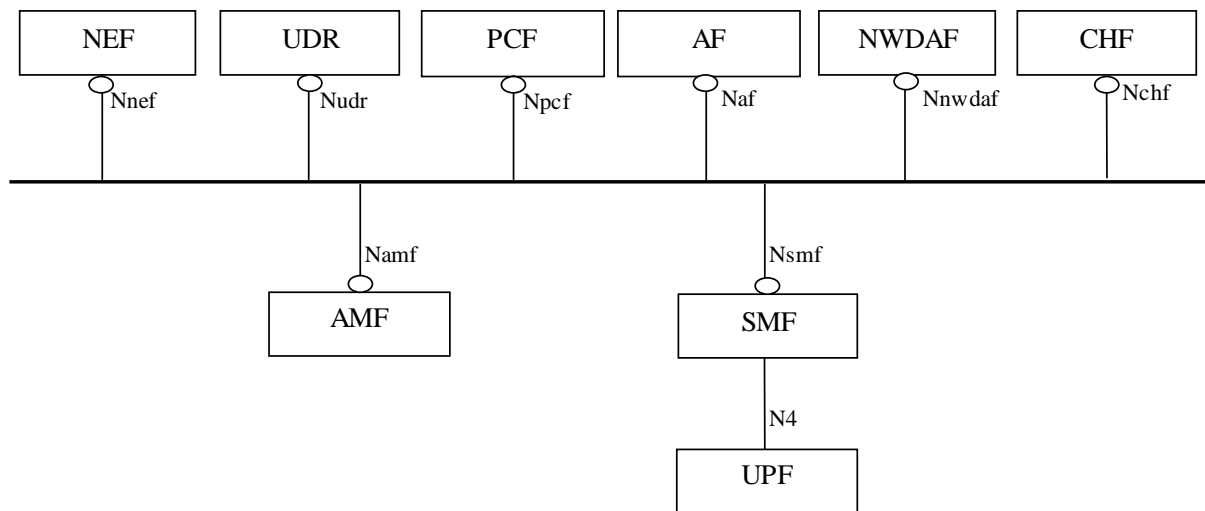 NEF UDR PCF AF NWDAF CHF
Nnef Nudr Npcf Naf Nnwdaf Nchf
Namf Nsmf
AMF SMF
N4
UPF